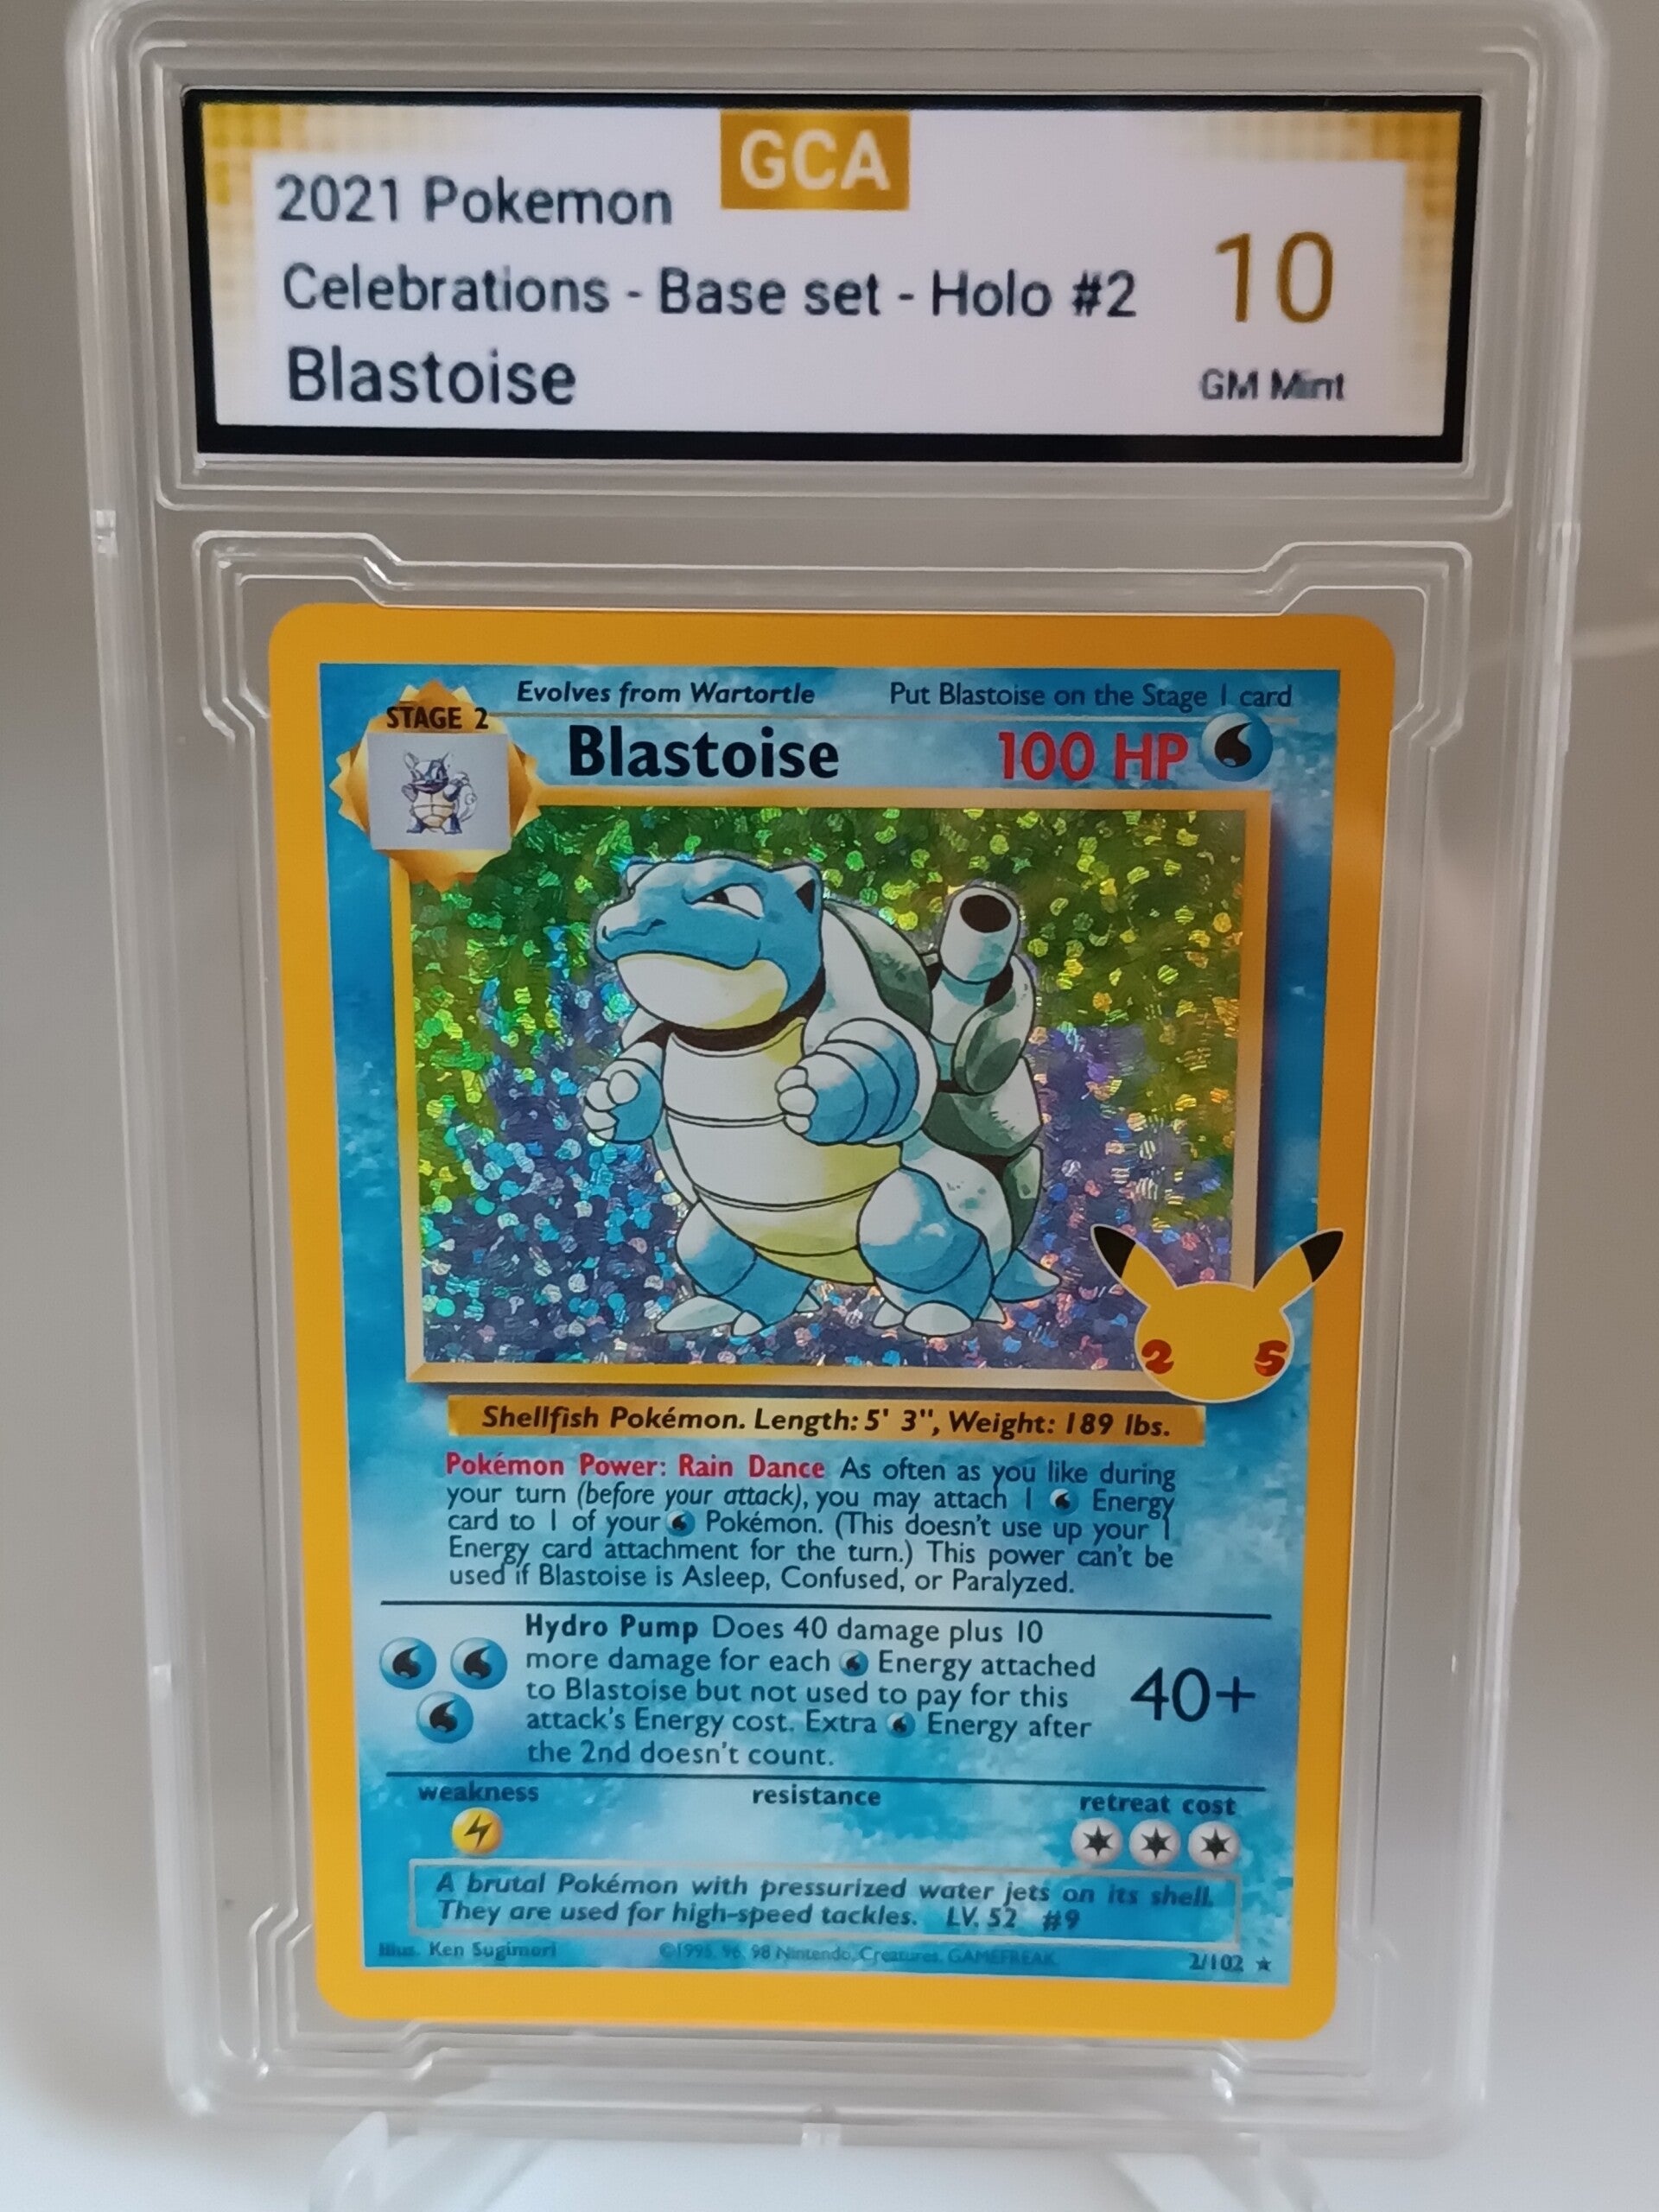 GCA
2021 Pokemon
Celebrations - Base set - Holo #2
Blastoise
10
GM Mint
Evolves from Wartortle
Put Blastoise on the Stage 1 card
STAGE 2
Blastoise
100 HP
2 5
Shellfish Pokémon. Length: 5' 3", Weight: 189 lbs.
Pokémon Power: Rain Dance As often as you like during
your turn (before your attack), you may attach 1 Energy
card to 1 of your Pokémon. (This doesn't use up your 1
Energy card attachment for the turn.) This power can't be
used if Blastoise is Asleep, Confused, or Paralyzed.
Hydro Pump Does 40 damage plus 10
more damage for each Energy attached
to Blastoise but not used to pay for this
attack's Energy cost. Extra Energy after
the 2nd doesn't count.
40+
weakness
resistance
retreat cost
A brutal Pokémon with pressurized water jets on its shell.
They are used for high-speed tackles. LV. 52 #9
Illus. Ken Sugimori
©1995, 96, 98 Nintendo, Creatures, GAMEFREAK
2/102 ★